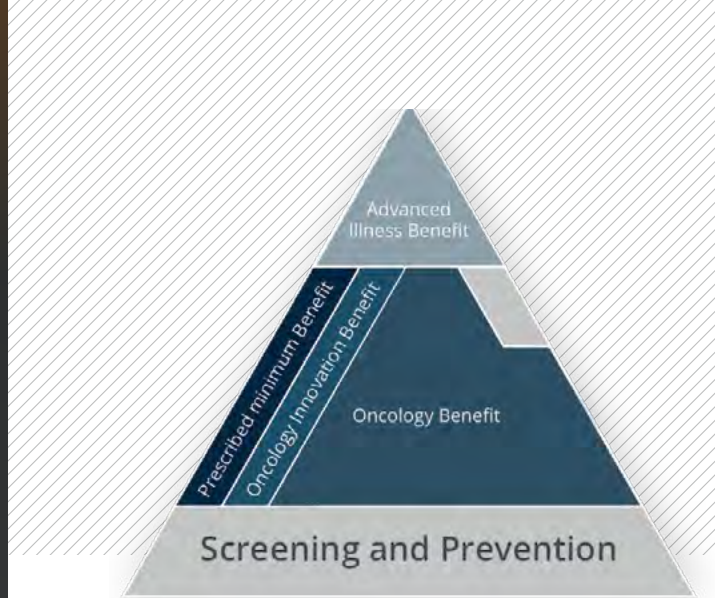 Advanced
Illness Benefit
Prescribed minimum Benefit
Oncology Innovation Benefit
Oncology Benefit
Screening and Prevention